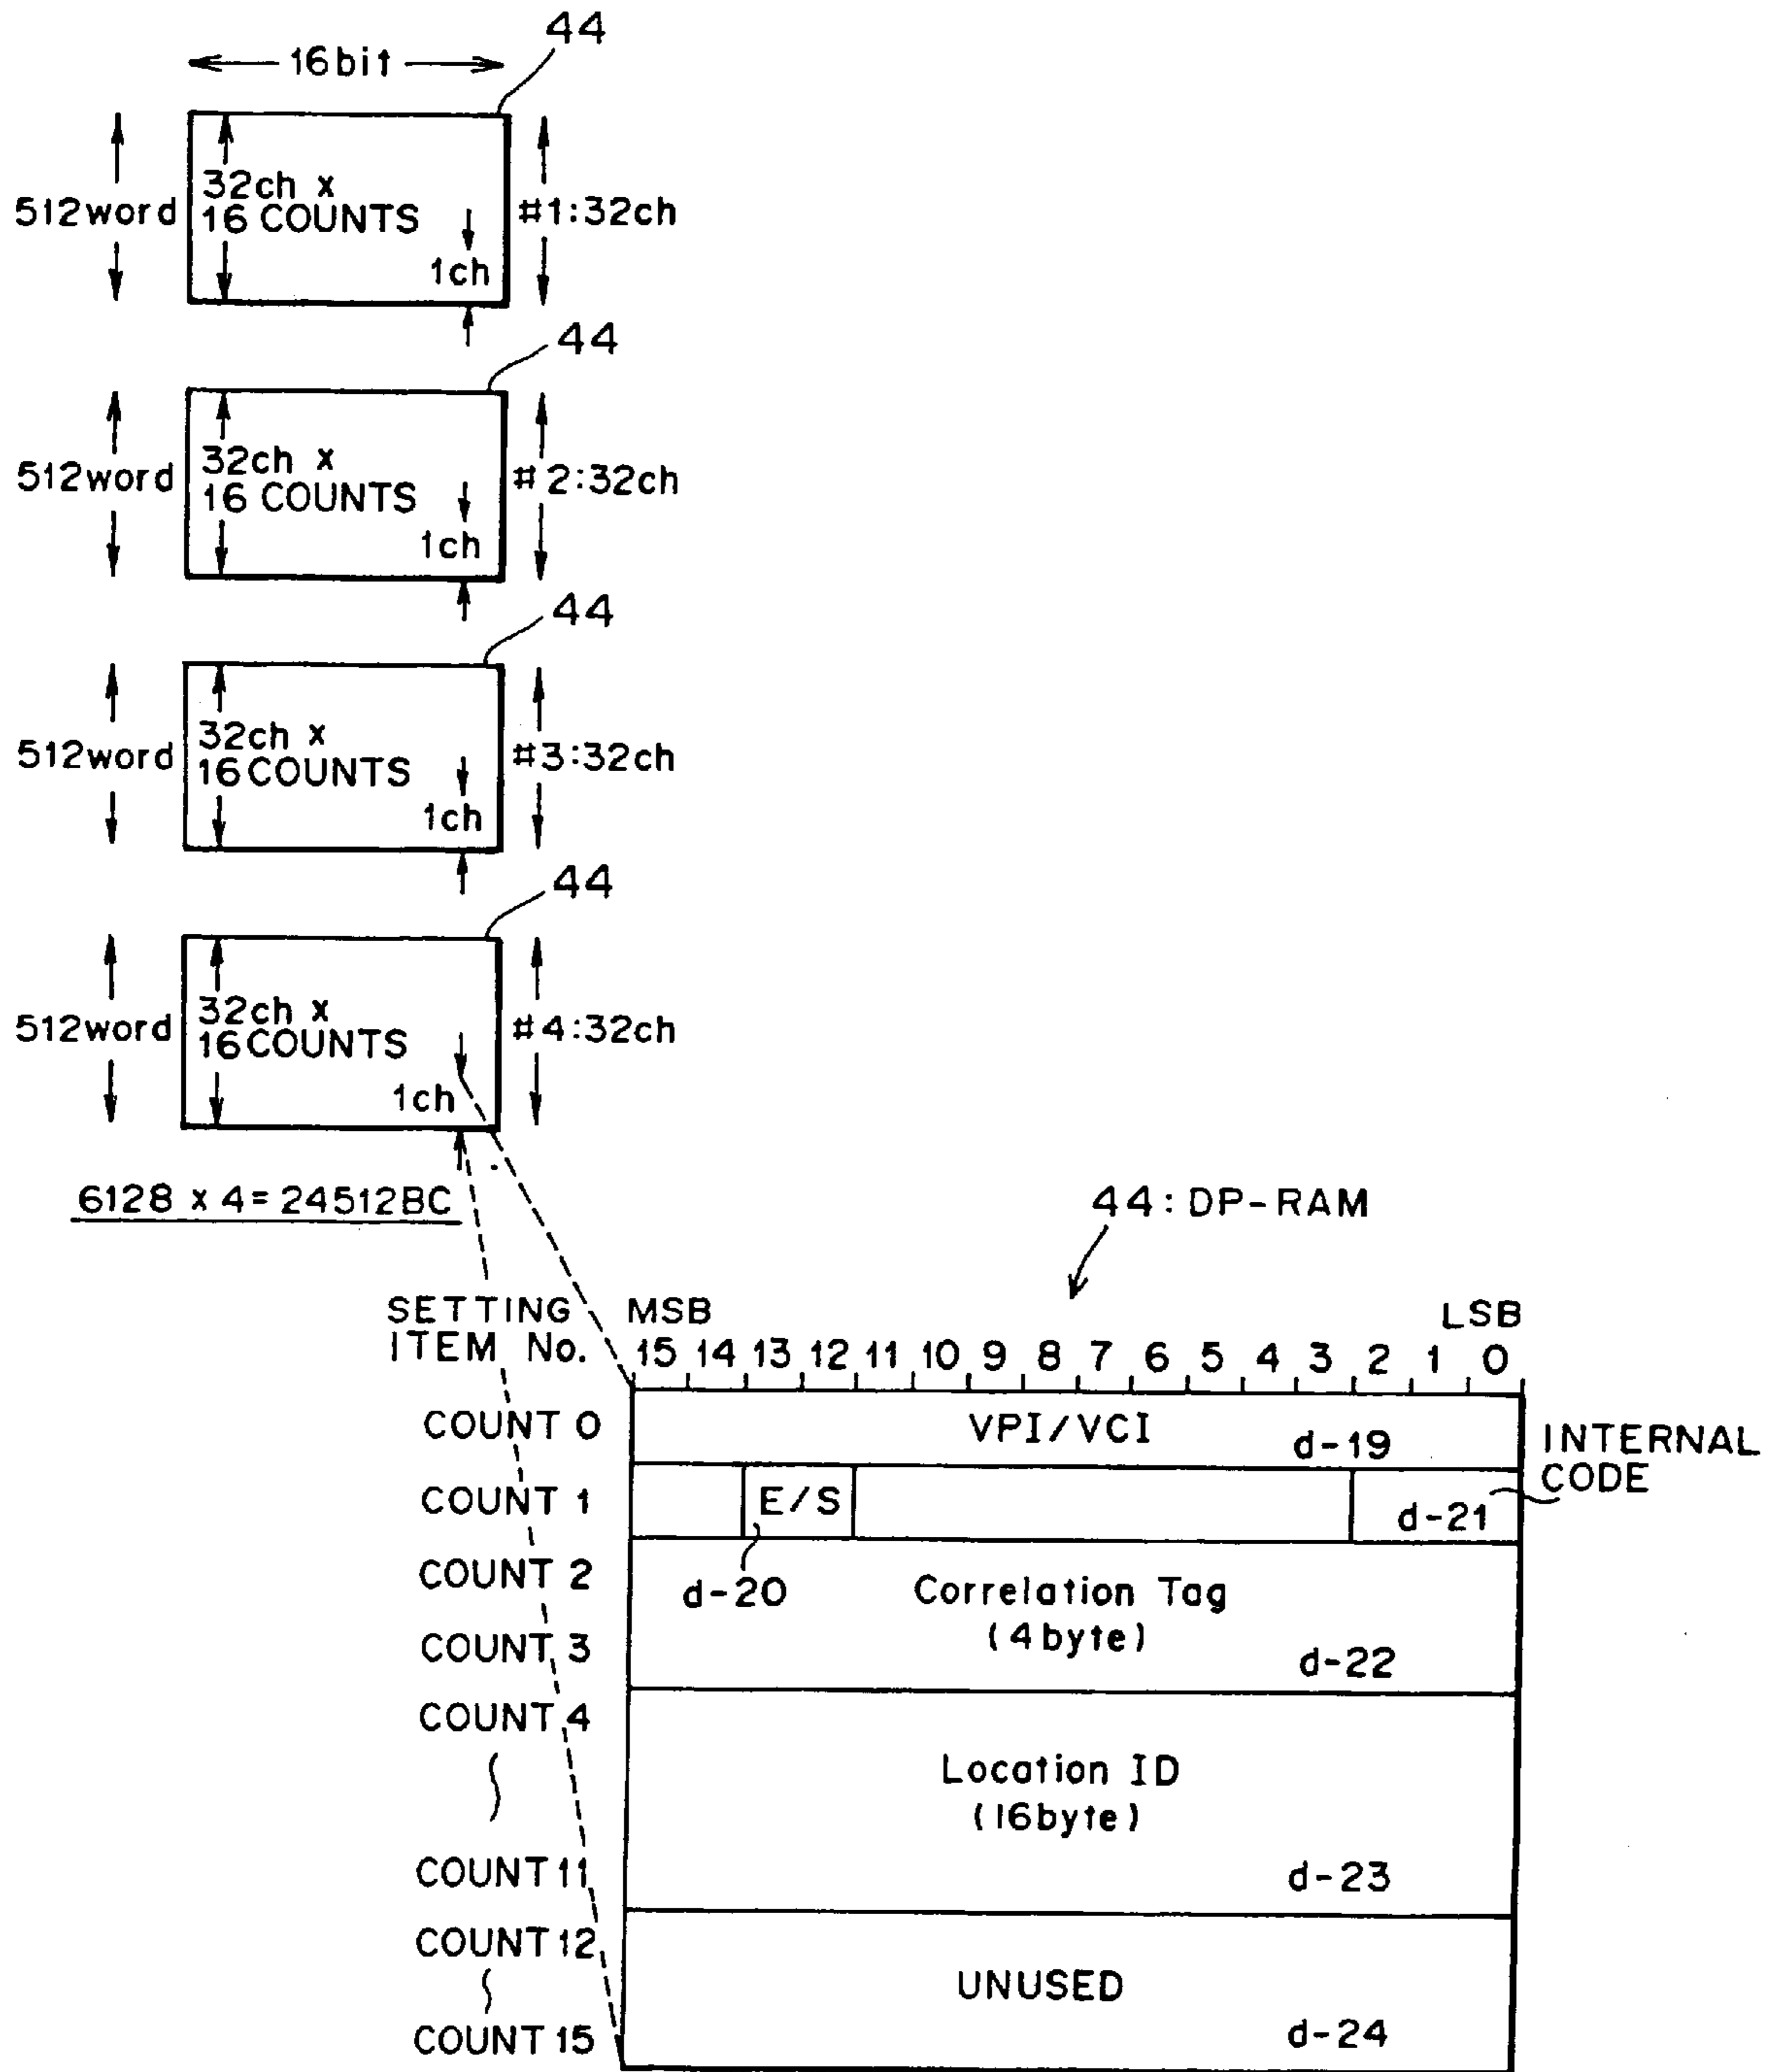 44
16bit
512word
32ch x
16 COUNTS
1ch
#1:32ch
44
512word
32ch x
16 COUNTS
1ch
#2:32ch
44
512word
32ch x
16 COUNTS
1ch
#3:32ch
44
512word
32ch x
16 COUNTS
1ch
#4:32ch
6128 x 4 = 24512BC
44: DP-RAM
SETTING
ITEM No.
MSB
LSB
15 14 13 12 11 10 9 8 7 6 5 4 3 2 1 0
COUNT 0
VPI/VCI
d-19
INTERNAL
CODE
COUNT 1
E/S
d-21
COUNT 2
d-20
Correlation Tag
(4byte)
COUNT 3
d-22
COUNT 4
Location ID
(16byte)
COUNT 11
d-23
COUNT 12
UNUSED
COUNT 15
d-24